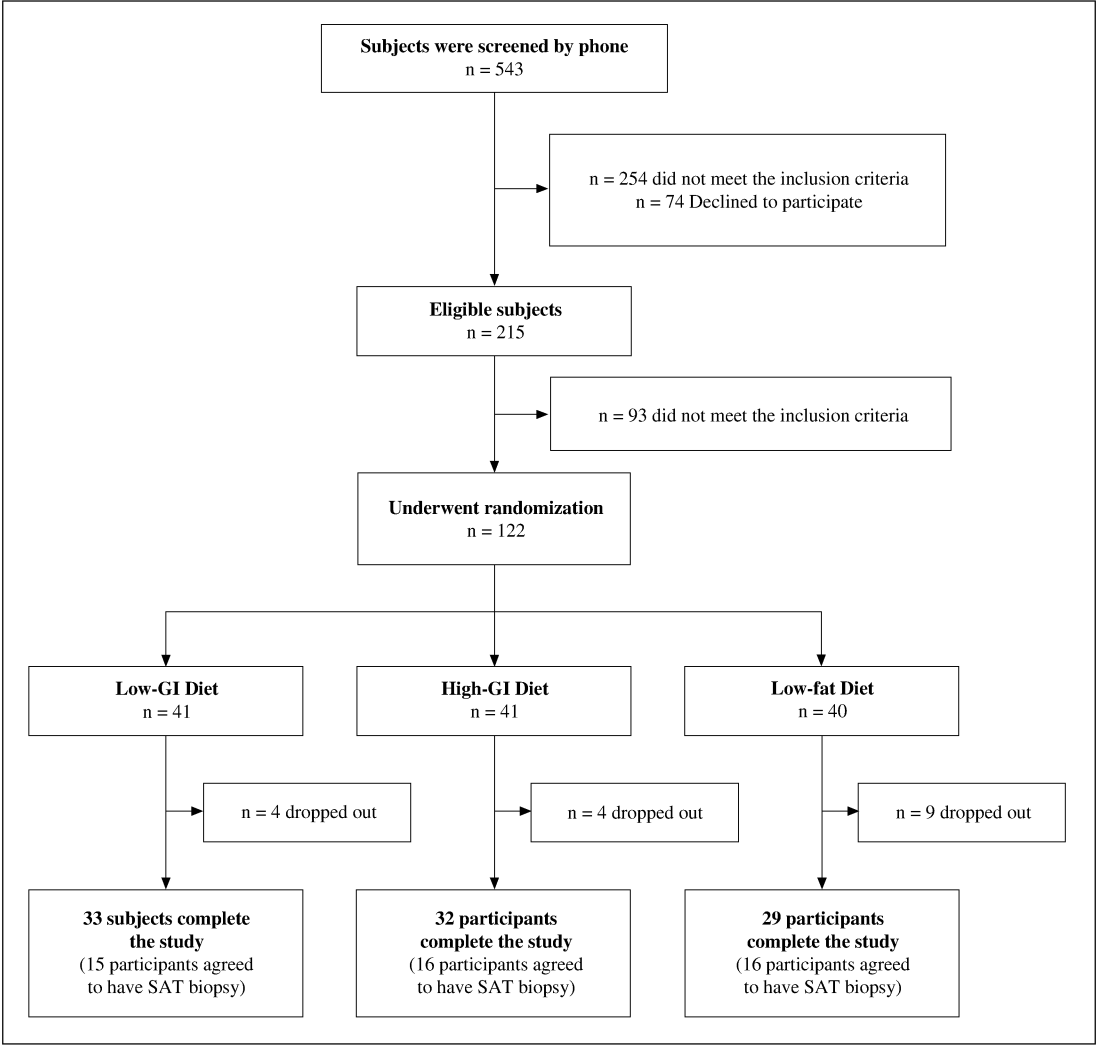 Subjects were screened by phone
n = 543
n = 254 did not meet the inclusion criteria
n = 74 Declined to participate
Eligible subjects
n = 215
n = 93 did not meet the inclusion criteria
Underwent randomization
n = 122
Low-GI Diet
n = 41
High-GI Diet
n = 41
Low-fat Diet
n = 40
n = 4 dropped out
n = 4 dropped out
n = 9 dropped out
33 subjects complete
the study
(15 participants agreed
to have SAT biopsy)
32 participants
complete the study
(16 participants agreed
to have SAT biopsy)
29 participants
complete the study
(16 participants agreed
to have SAT biopsy)